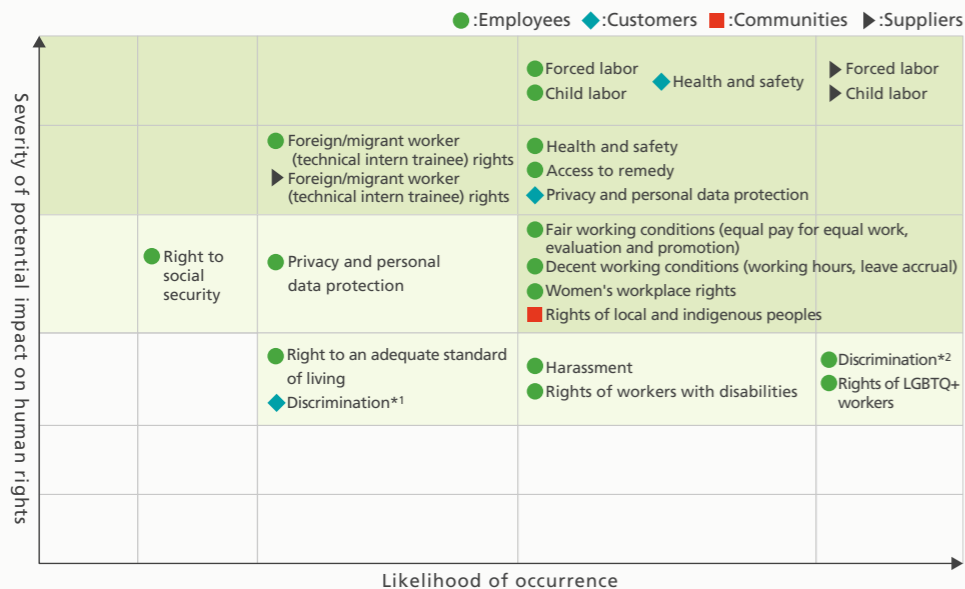 :Employees :Customers :Communities :Suppliers
Severity of potential impact on human rights
Forced labor
Child labor
Health and safety
Forced labor
Child labor
Foreign/migrant worker
(technical intern trainee) rights
Foreign/migrant worker
(technical intern trainee) rights
Health and safety
Access to remedy
Privacy and personal data protection
Right to
social
security
Privacy and personal
data protection
Fair working conditions (equal pay for equal work,
evaluation and promotion)
Decent working conditions (working hours, leave accrual)
Women's workplace rights
Rights of local and indigenous peoples
Right to an adequate standard
of living
Discrimination*1
Harassment
Rights of workers with disabilities
Discrimination*2
Rights of LGBTQ+
workers
Likelihood of occurrence